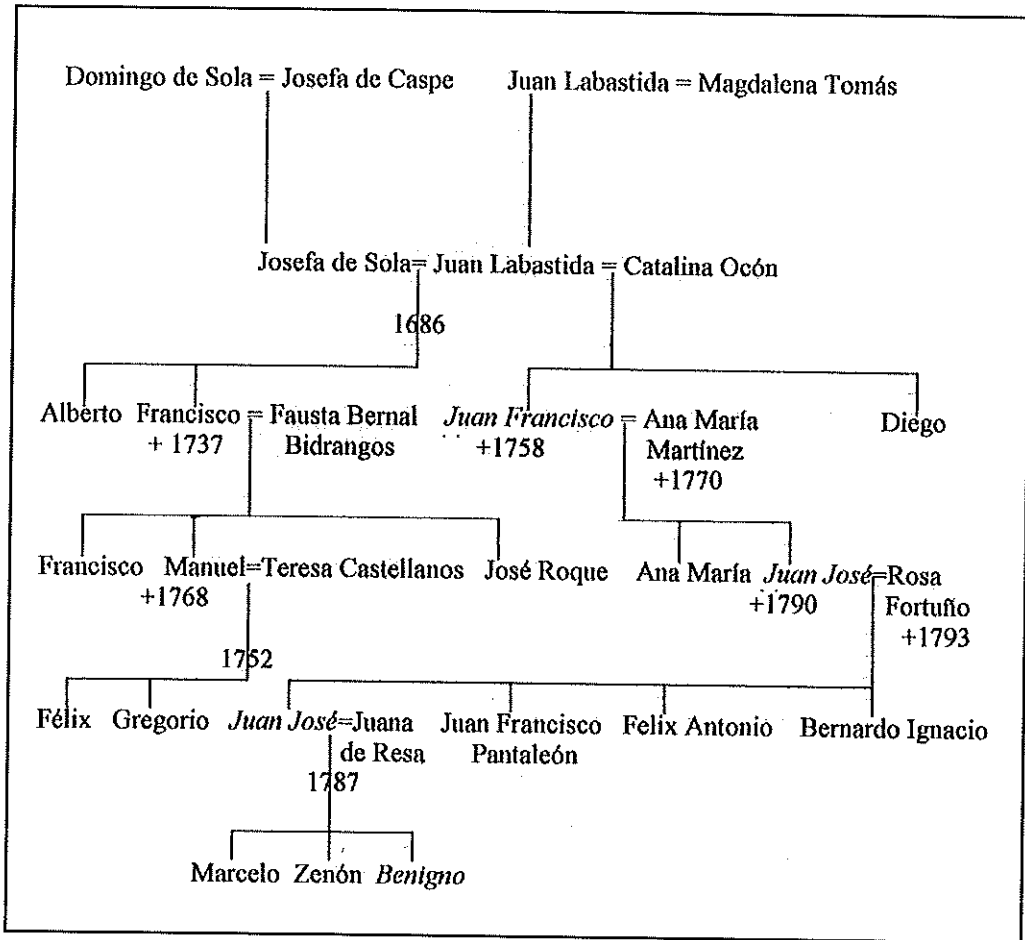 Domingo de Sola = Josefa de Caspe Juan Labastida = Magdalena Tomás
Josefa de Sola= Juan Labastida = Catalina Ocón
1686
Alberto Francisco = Fausta Bernal Juan Francisco = Ana María Diego
+ 1737 Bidrangos +1758 Martínez
+1770
Francisco Manuel=Teresa Castellanos José Roque Ana María Juan José=Rosa
+1768 +1790 Fortuño
+1793
1752
Félix Gregorio Juan José=Juana Juan Francisco Felix Antonio Bernardo Ignacio
de Resa Pantaleón
1787
Marcelo Zenón Benigno